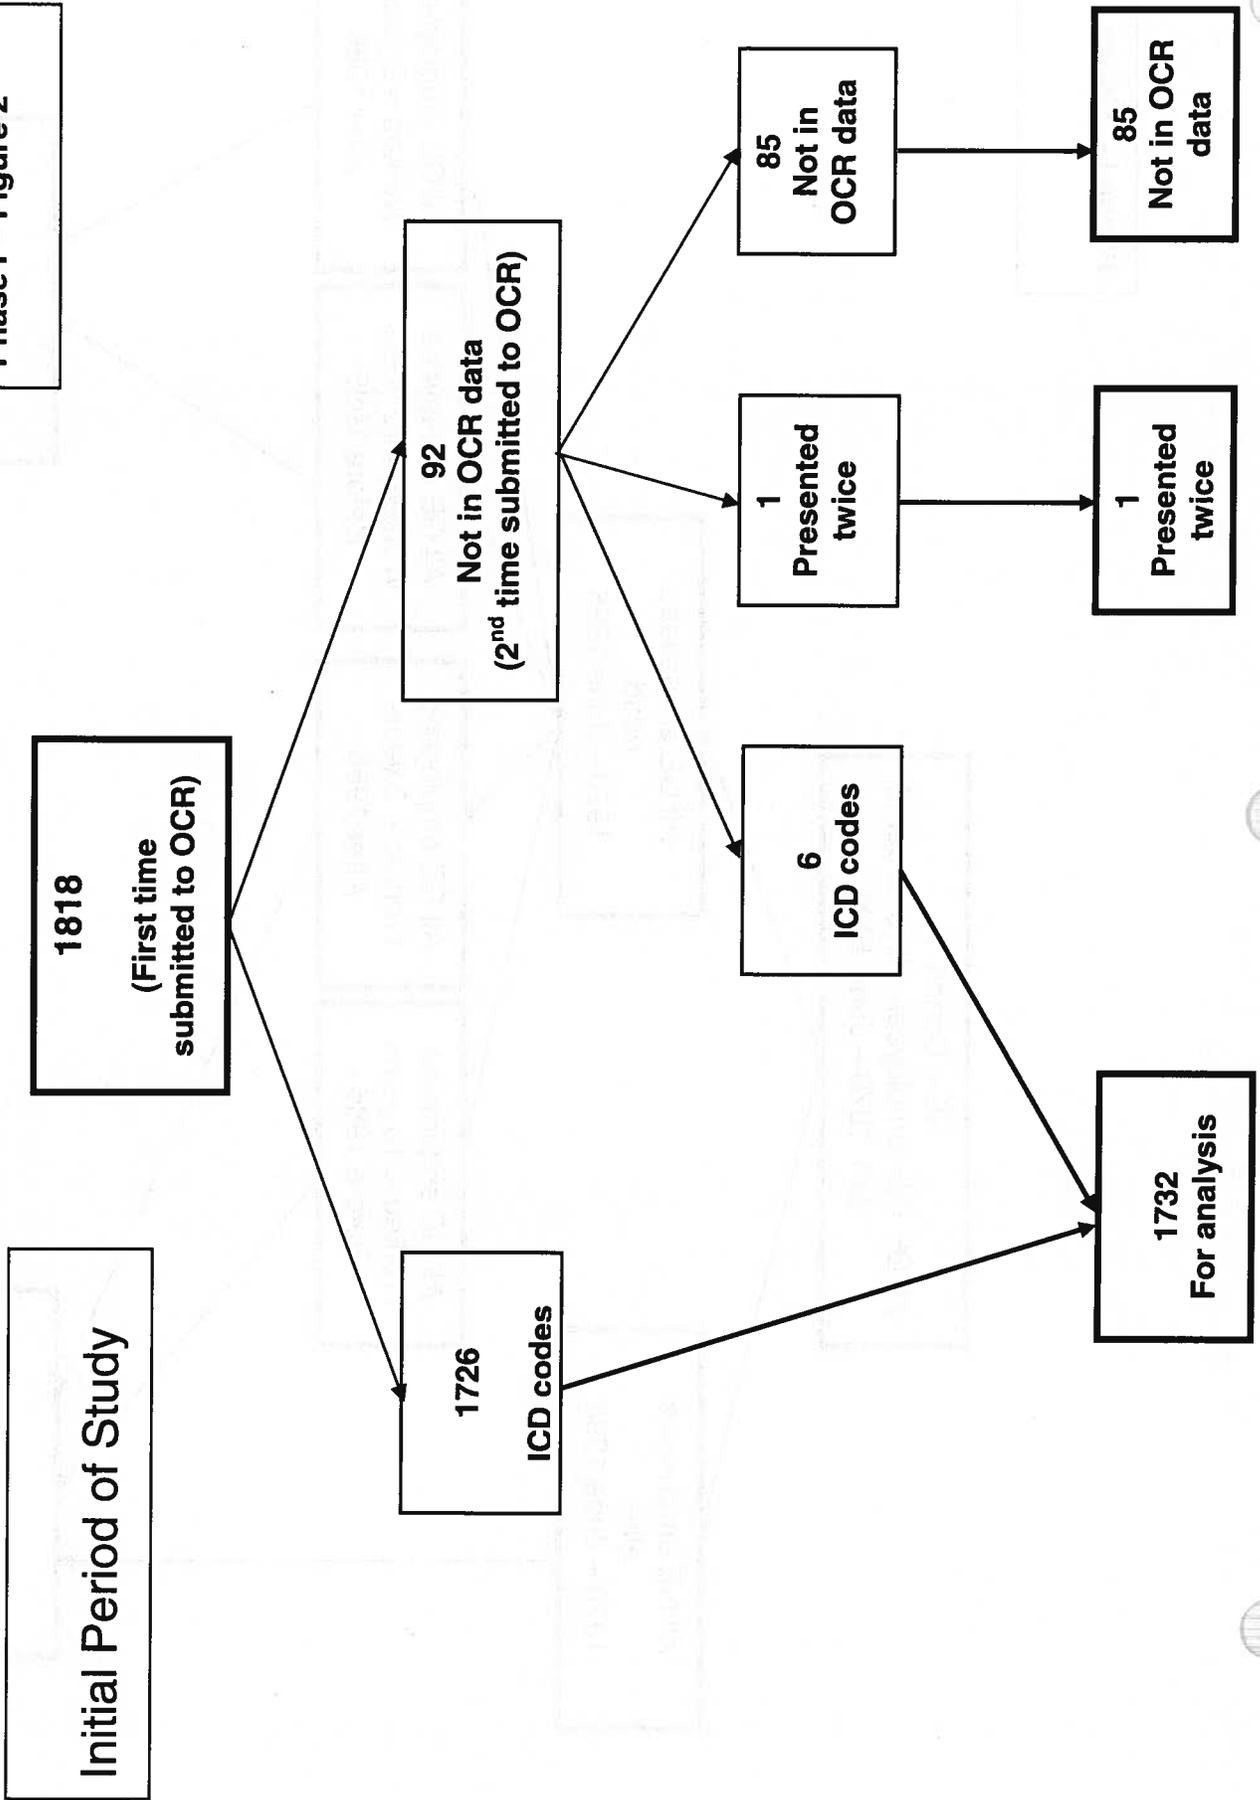 Initial Period of Study
Figure 2
1818
(First time
submitted to OCR)
1726
ICD codes
92
Not in OCR data
(2nd time submitted to OCR)
6
ICD codes
1
Presented
twice
85
Not in
OCR data
1732
For analysis
1
Presented
twice
85
Not in OCR
data